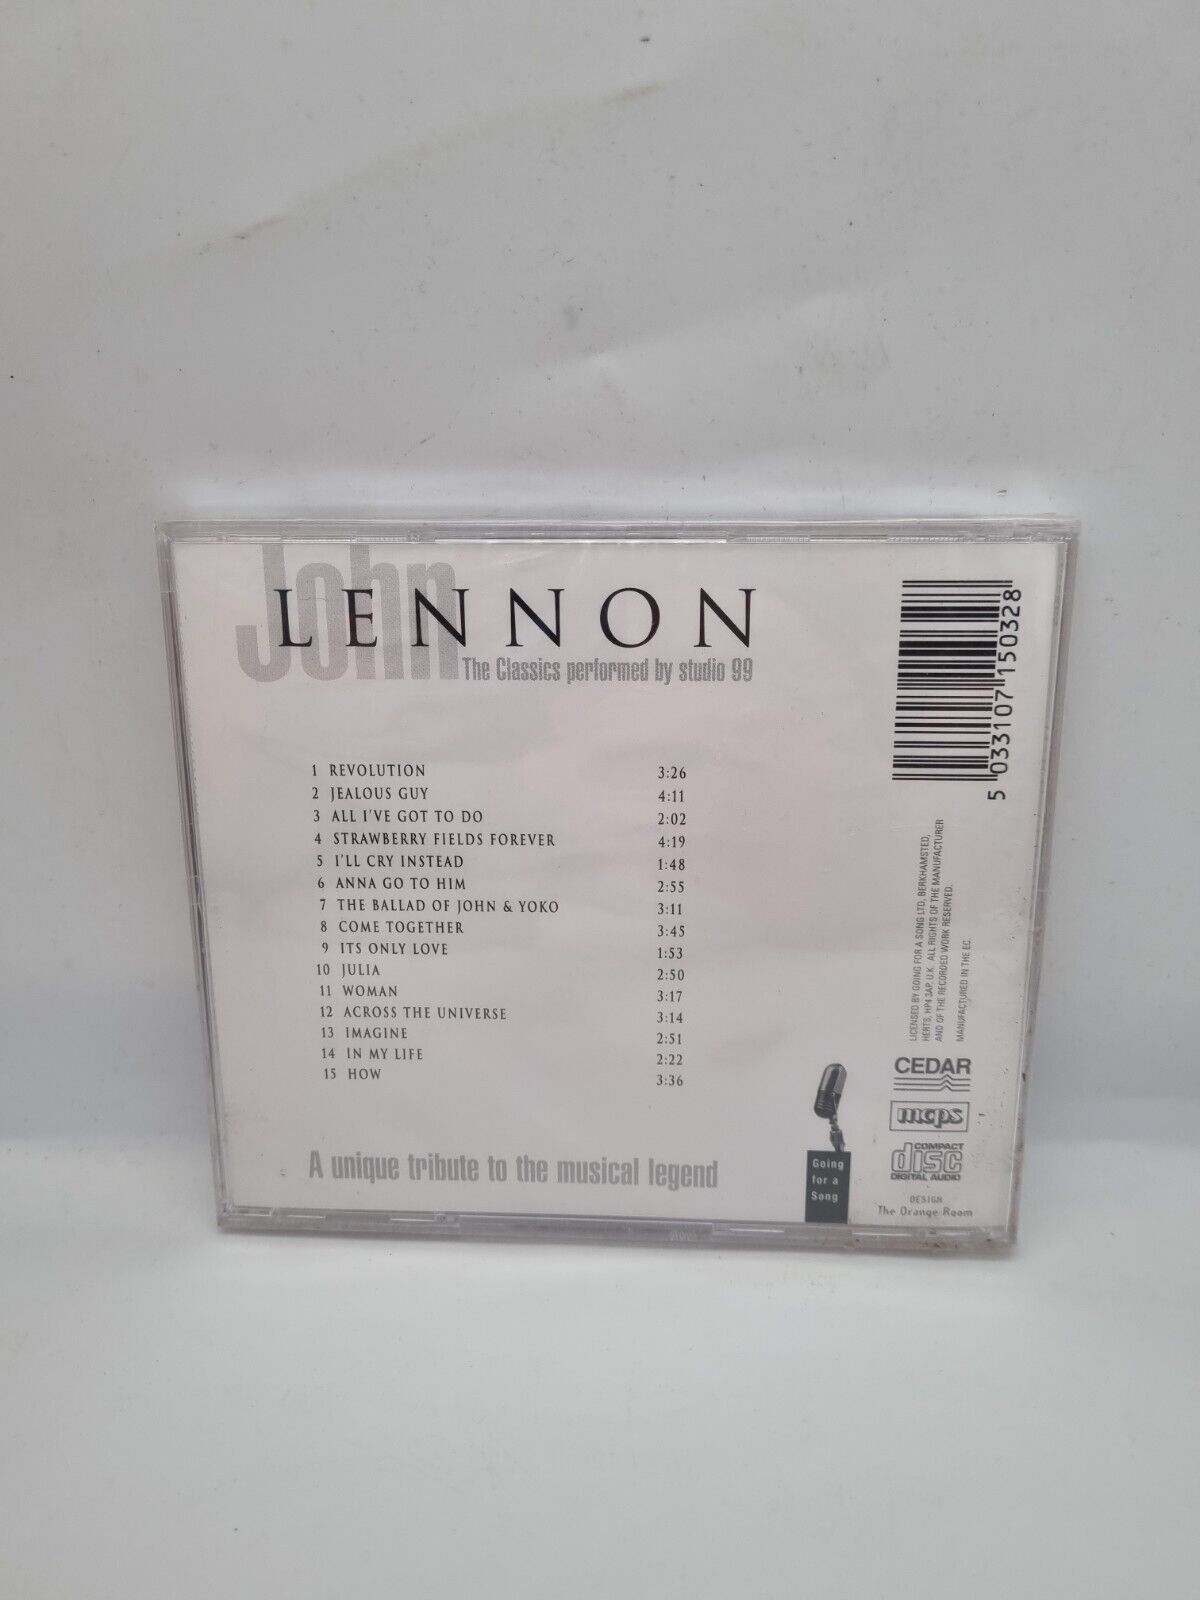 John
LENNON
The Classics performed by studio 99
1 REVOLUTION 3:26
2 JEALOUS GUY 4:11
3 ALL I'VE GOT TO DO 2:02
4 STRAWBERRY FIELDS FOREVER 4:19
5 I'LL CRY INSTEAD 1:48
6 ANNA GO TO HIM 2:55
7 THE BALLAD OF JOHN & YOKO 3:11
8 COME TOGETHER 3:45
9 ITS ONLY LOVE 1:53
10 JULIA 2:50
11 WOMAN 3:17
12 ACROSS THE UNIVERSE 3:14
13 IMAGINE 2:51
14 IN MY LIFE 2:22
15 HOW 3:36
A unique tribute to the musical legend
Going
for a
Song
5 033107 150328
LICENSED BY GOING FOR A SONG LTD, BERKHAMSTED,
HERTS, HP4 3AP, U.K. ALL RIGHTS OF THE MANUFACTURER
AND OF THE RECORDED WORK RESERVED.
MANUFACTURED IN THE EC.
CEDAR
mcps
COMPACT
disc
DIGITAL AUDIO
DESIGN
The Orange Room